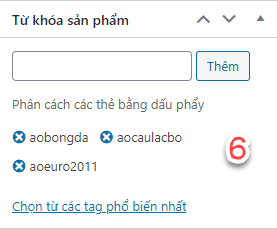 Từ khóa sản phẩm
Thêm
Phân cách các thẻ bằng dấu phẩy
aobongda aocaulacbo
6
aoeuro2011
Chọn từ các tag phổ biến nhất